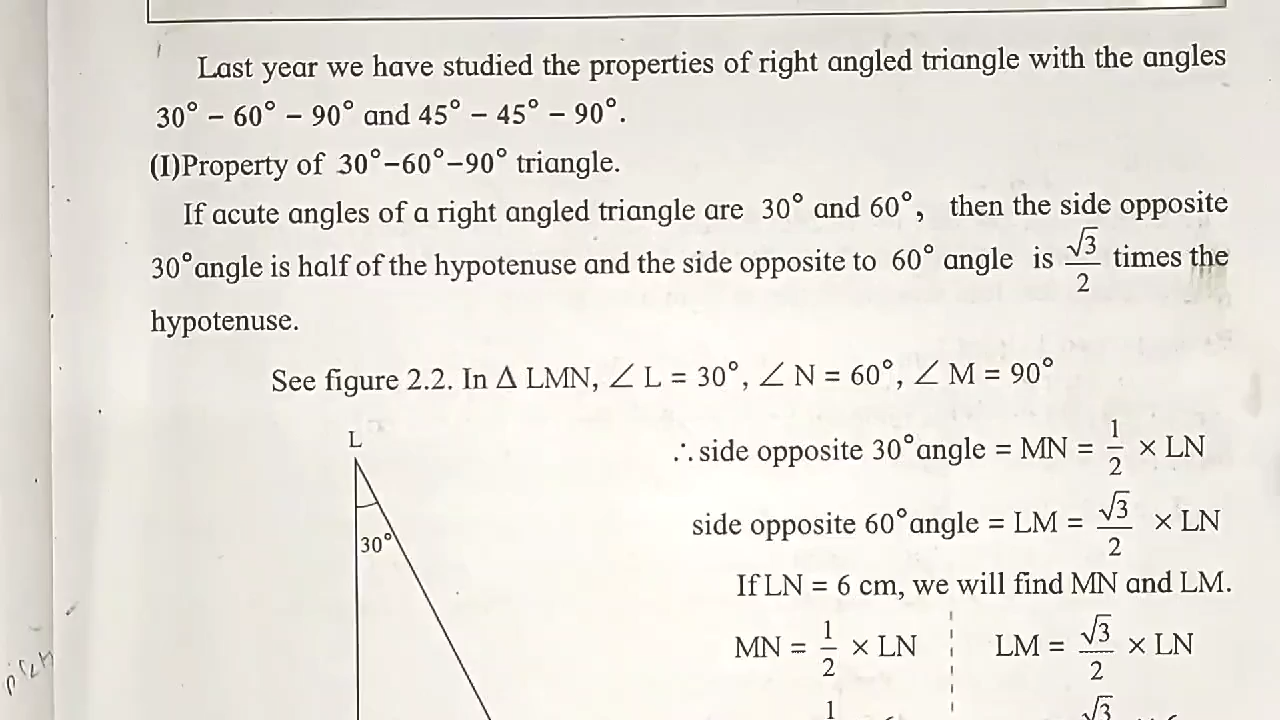 Last year we have studied the properties of right angled triangle with the angles
30° – 60° – 90° and 45° – 45° – 90°.
(I)Property of 30°–60°–90° triangle.
If acute angles of a right angled triangle are 30° and 60°, then the side opposite
30°angle is half of the hypotenuse and the side opposite to 60° angle is √3/2 times the
hypotenuse.
See figure 2.2. In Δ LMN, ∠ L = 30°, ∠ N = 60°, ∠ M = 90°
L
∴ side opposite 30°angle = MN = 1/2 × LN
side opposite 60°angle = LM = √3/2 × LN
30°
If LN = 6 cm, we will find MN and LM.
MN = 1/2 × LN LM = √3/2 × LN
1 √3